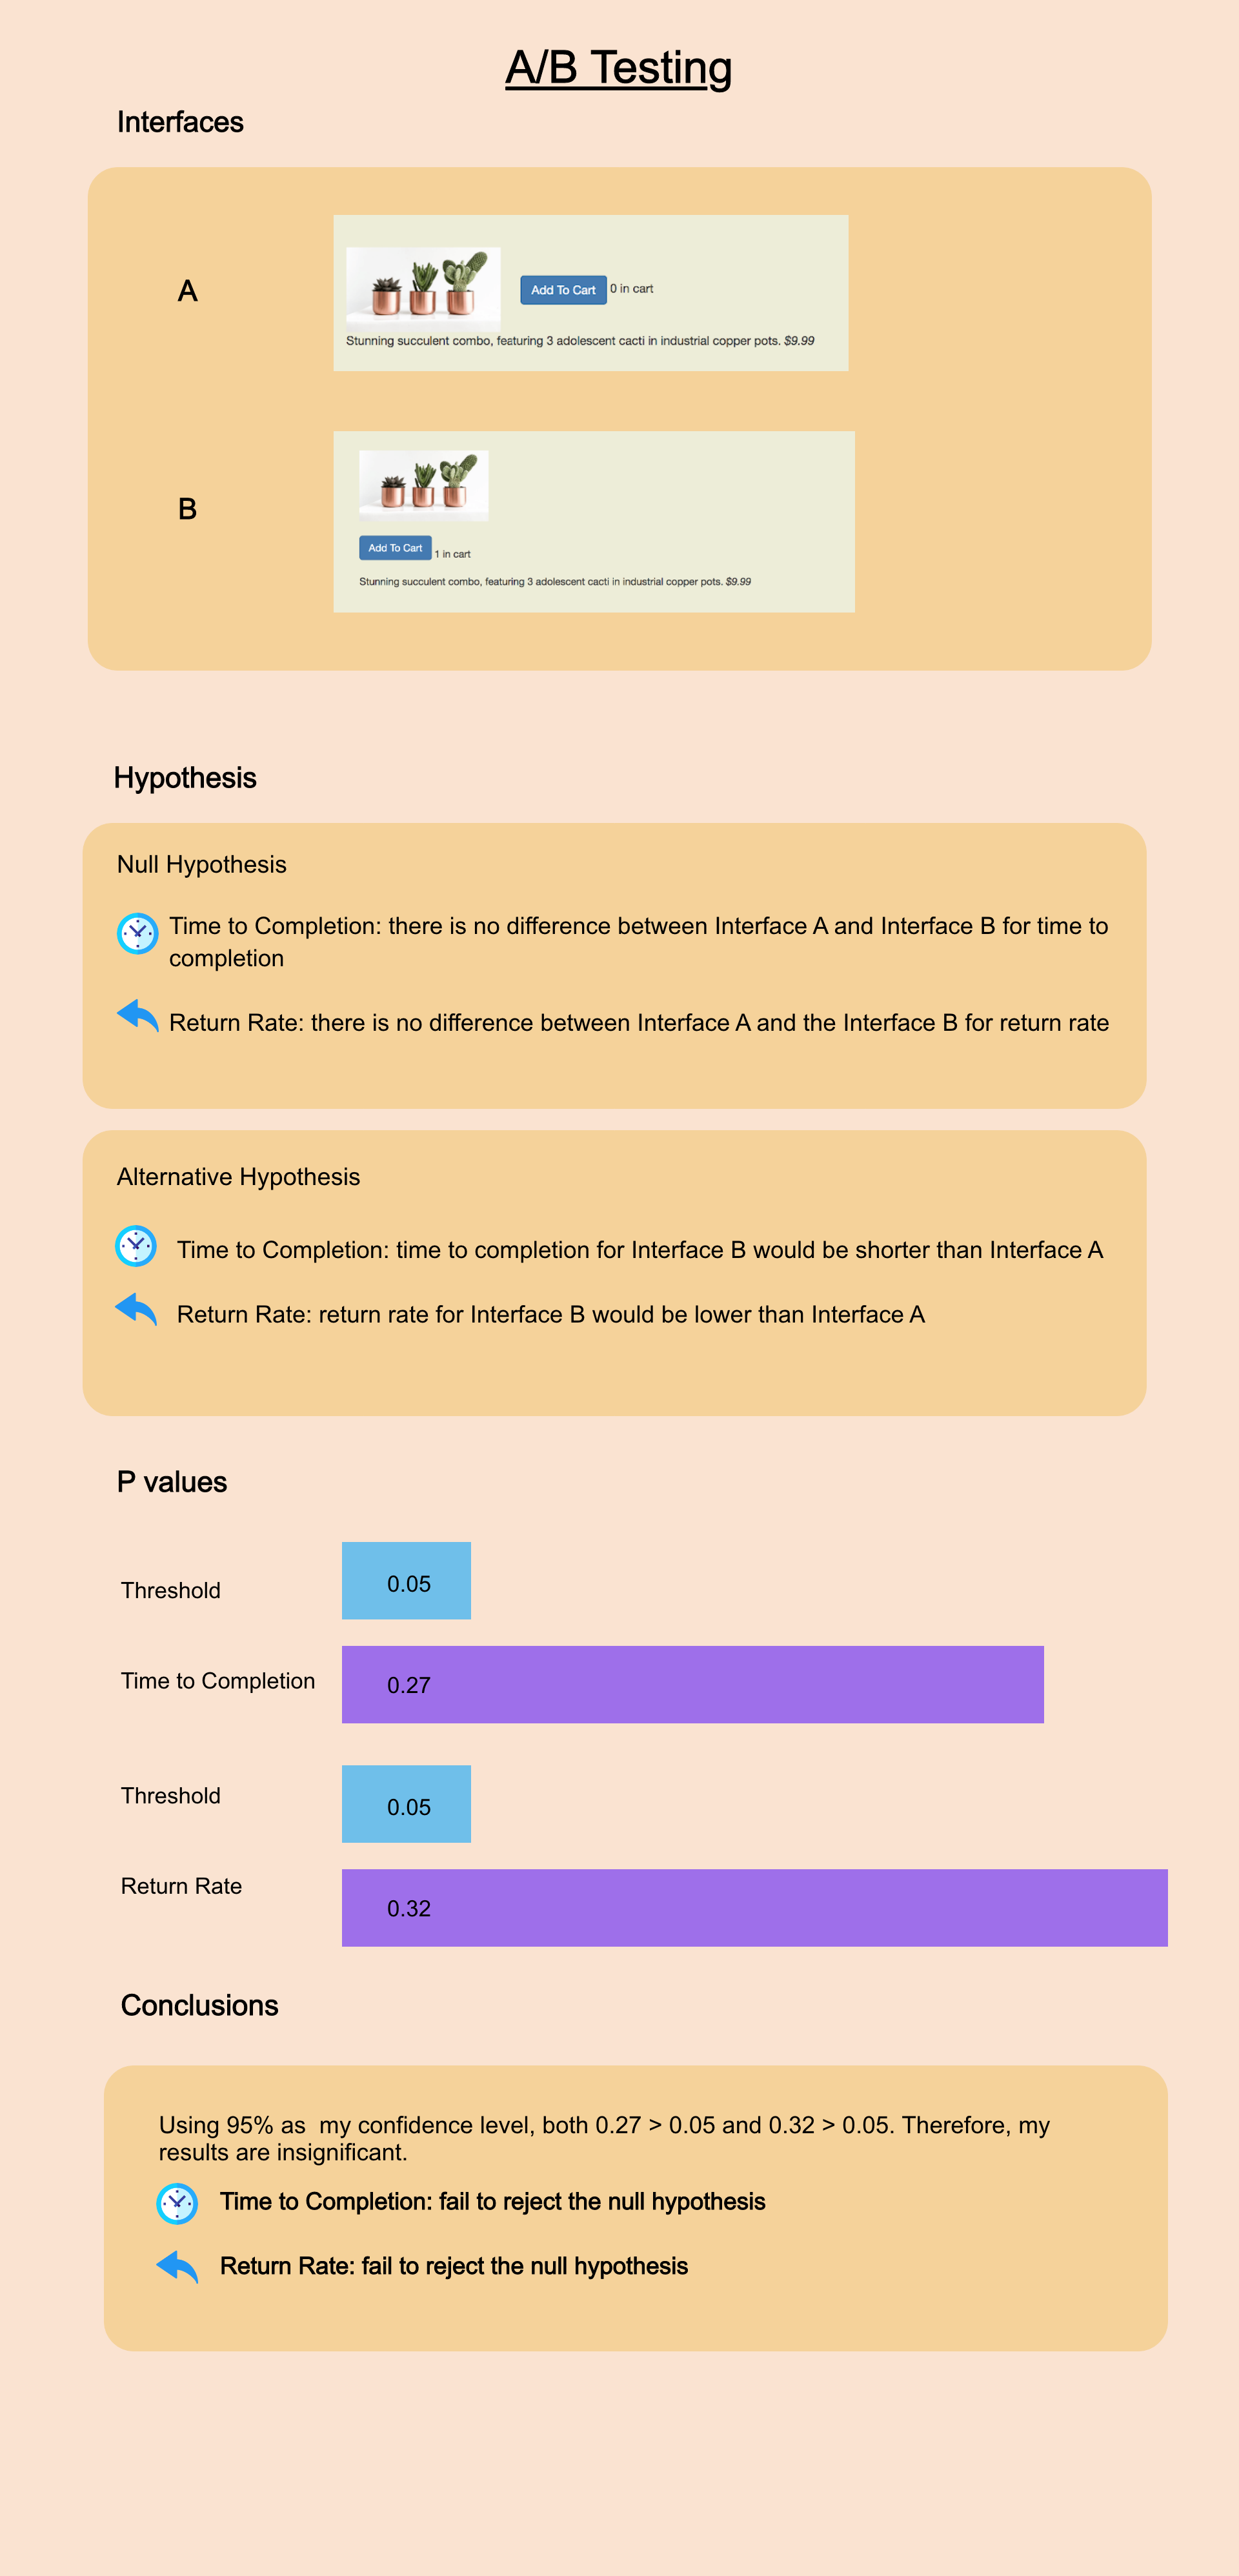 A/B Testing
Interfaces
A
Add To Cart 0 in cart
Stunning succulent combo, featuring 3 adolescent cacti in industrial copper pots. $9.99
B
Add To Cart 1 in cart
Stunning succulent combo, featuring 3 adolescent cacti in industrial copper pots. $9.99
Hypothesis
Null Hypothesis
Time to Completion: there is no difference between Interface A and Interface B for time to
completion
Return Rate: there is no difference between Interface A and the Interface B for return rate
Alternative Hypothesis
Time to Completion: time to completion for Interface B would be shorter than Interface A
Return Rate: return rate for Interface B would be lower than Interface A
P values
Threshold 0.05
Time to Completion 0.27
Threshold 0.05
Return Rate 0.32
Conclusions
Using 95% as  my confidence level, both 0.27 > 0.05 and 0.32 > 0.05. Therefore, my
results are insignificant.
Time to Completion: fail to reject the null hypothesis
Return Rate: fail to reject the null hypothesis